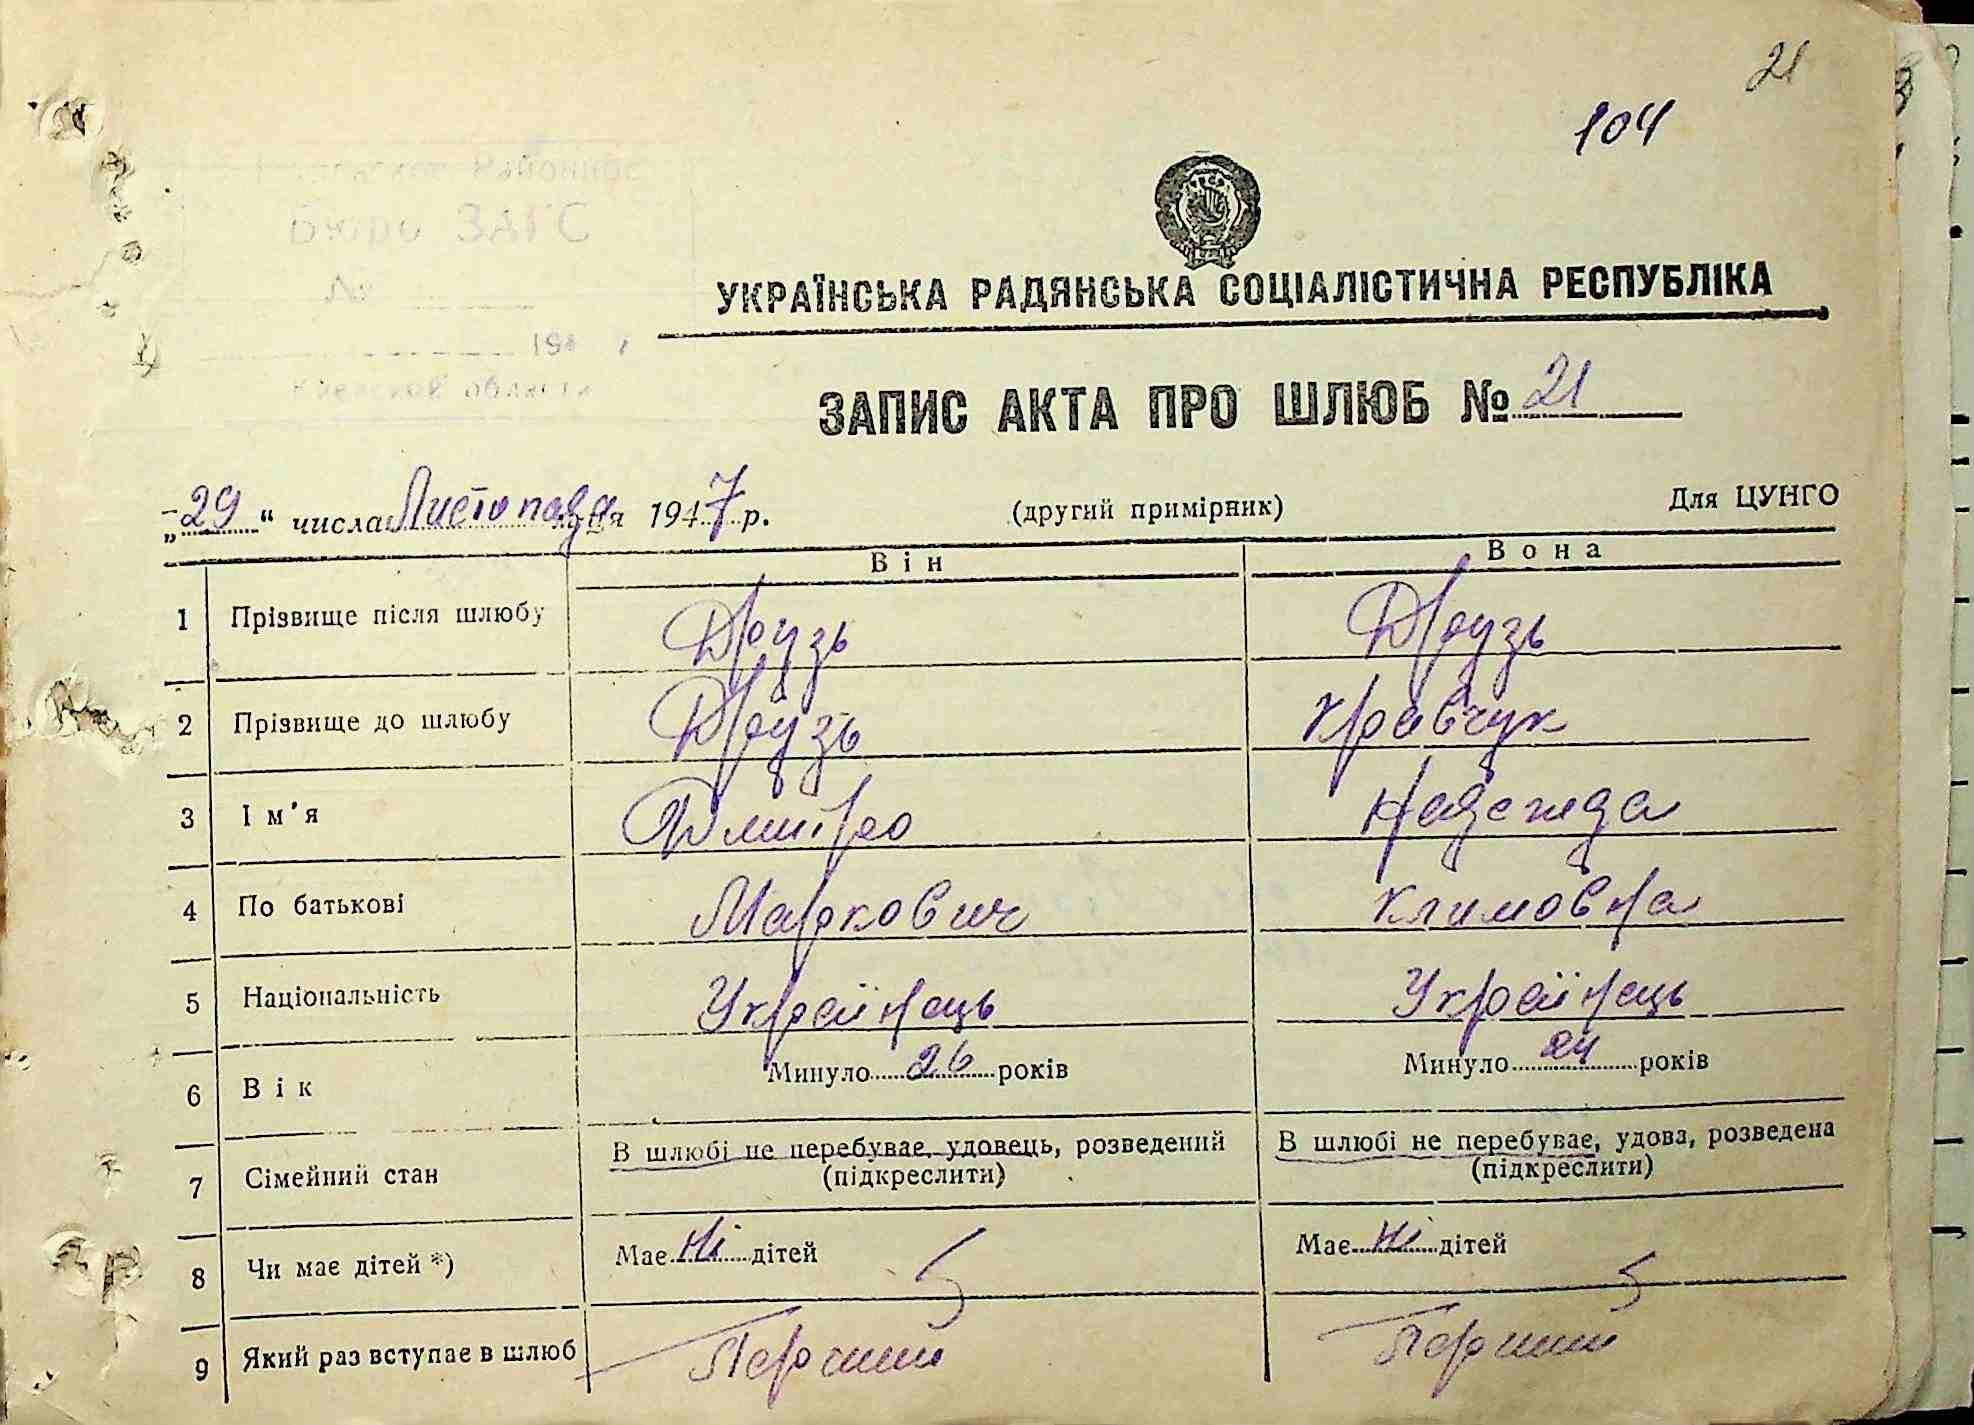 21
104
Районное
Бюро ЗАГС
№
194 г
Киевской области
УКРАЇНСЬКА РАДЯНСЬКА СОЦІАЛІСТИЧНА РЕСПУБЛІКА
ЗАПИС АКТА ПРО ШЛЮБ № 21
„29“ числа Листопада 1947 р. (другий примірник) Для ЦУНГО
Він Вона
1 Прізвище після шлюбу Друзь Друзь
2 Прізвище до шлюбу Друзь Кравчук
3 Ім'я Дмитро Надежда
4 По батькові Маркович Климовна
5 Національність Українець Українець
6 Вік Минуло 26 років Минуло 24 років
7 Сімейний стан В шлюбі не перебуває, удовець, розведений (підкреслити) В шлюбі не перебуває, удова, розведена (підкреслити)
8 Чи має дітей *) Має Ні дітей Має Ні дітей
9 Який раз вступає в шлюб Перший Перший